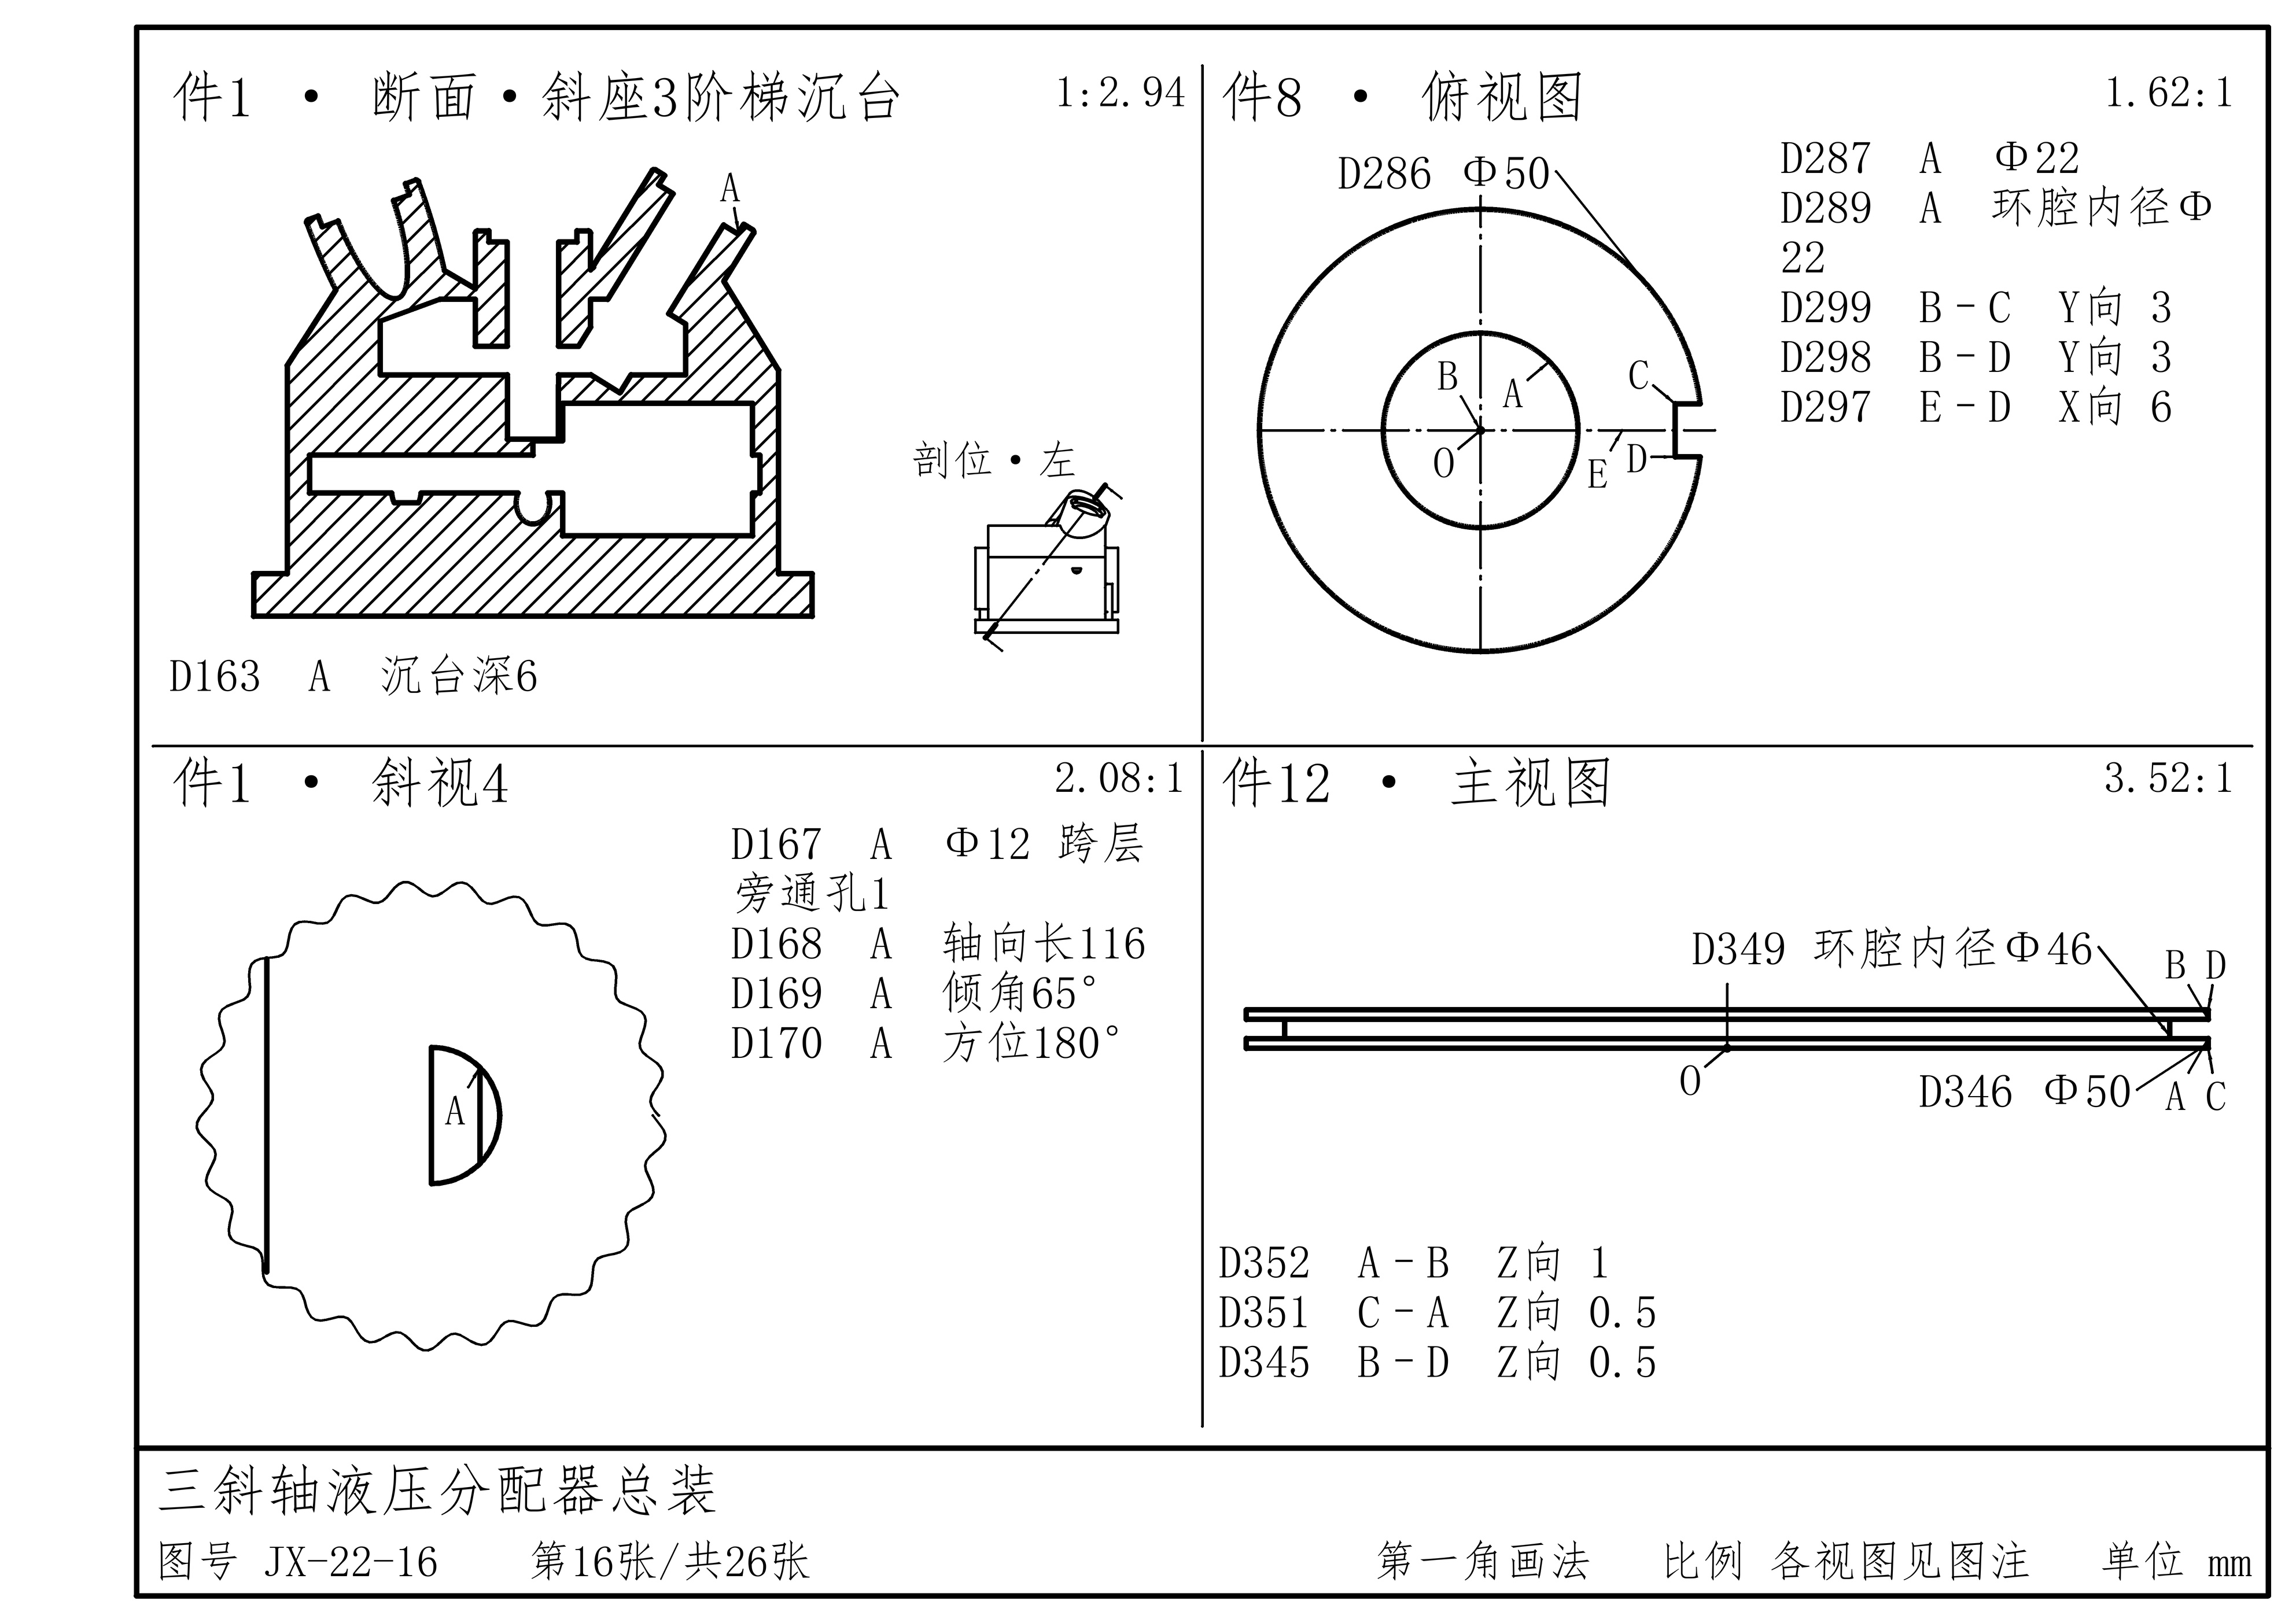 件1 · 断面·斜座3阶梯沉台 1:2.94
A
剖位·左
D163 A 沉台深6
件8 · 俯视图 1.62:1
D286 Φ50
D287 A Φ22
D289 A 环腔内径Φ
22
D299 B-C Y向 3
D298 B-D Y向 3
D297 E-D X向 6
B
A
C
O
E
D
件1 · 斜视4 2.08:1
D167 A Φ12 跨层
旁通孔1
D168 A 轴向长116
D169 A 倾角65°
D170 A 方位180°
A
件12 · 主视图 3.52:1
D349 环腔内径Φ46
B D
O
D346 Φ50
A C
D352 A-B Z向 1
D351 C-A Z向 0.5
D345 B-D Z向 0.5
三斜轴液压分配器总装
图号 JX-22-16 第16张/共26张 第一角画法 比例 各视图见图注 单位 mm